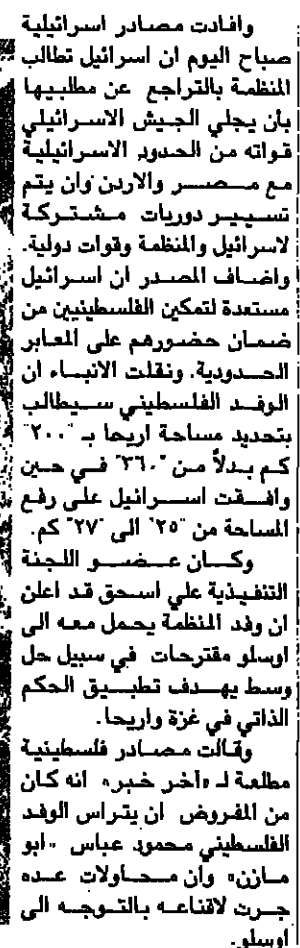 وافادت مصادر اسرائيلية
صباح اليوم ان اسرائيل تطالب
المنظمة بالتراجع عن مطلبيها
بأن يجلي الجيش الاسرائيلي
قواته من الحدود الاسرائيلية
مع مصر والاردن وان يتم
تسيير دوريات مشتركة
لاسرائيل والمنظمة وقوات دولية.
واضاف المصدر ان اسرائيل
مستعدة لتمكين الفلسطينيين من
ضمان حضورهم على المعابر
الحدودية. ونقلت الانباء ان
الوفد الفلسطيني سيطالب
بتحديد مساحة اريحا بـ "٢٠٠"
كم بدلاً من "٣٦٠" في حين
وافقت اسرائيل على رفع
المساحة من "٢٥" الى "٢٧" كم.
وكان عضو اللجنة
التنفيذية علي اسحق قد اعلن
ان وفد المنظمة يحمل معه الى
اوسلو مقترحات في سبيل حل
وسط يهدف تطبيق الحكم
الذاتي في غزة واريحا.
وقالت مصادر فلسطينية
مطلعة لـ «آخر خبر» انه كان
من المفروض ان يتراس الوفد
الفلسطيني محمود عباس «ابو
مازن» وان محاولات عده
جرت لاقناعه بالتوجه الى
اوسلو.